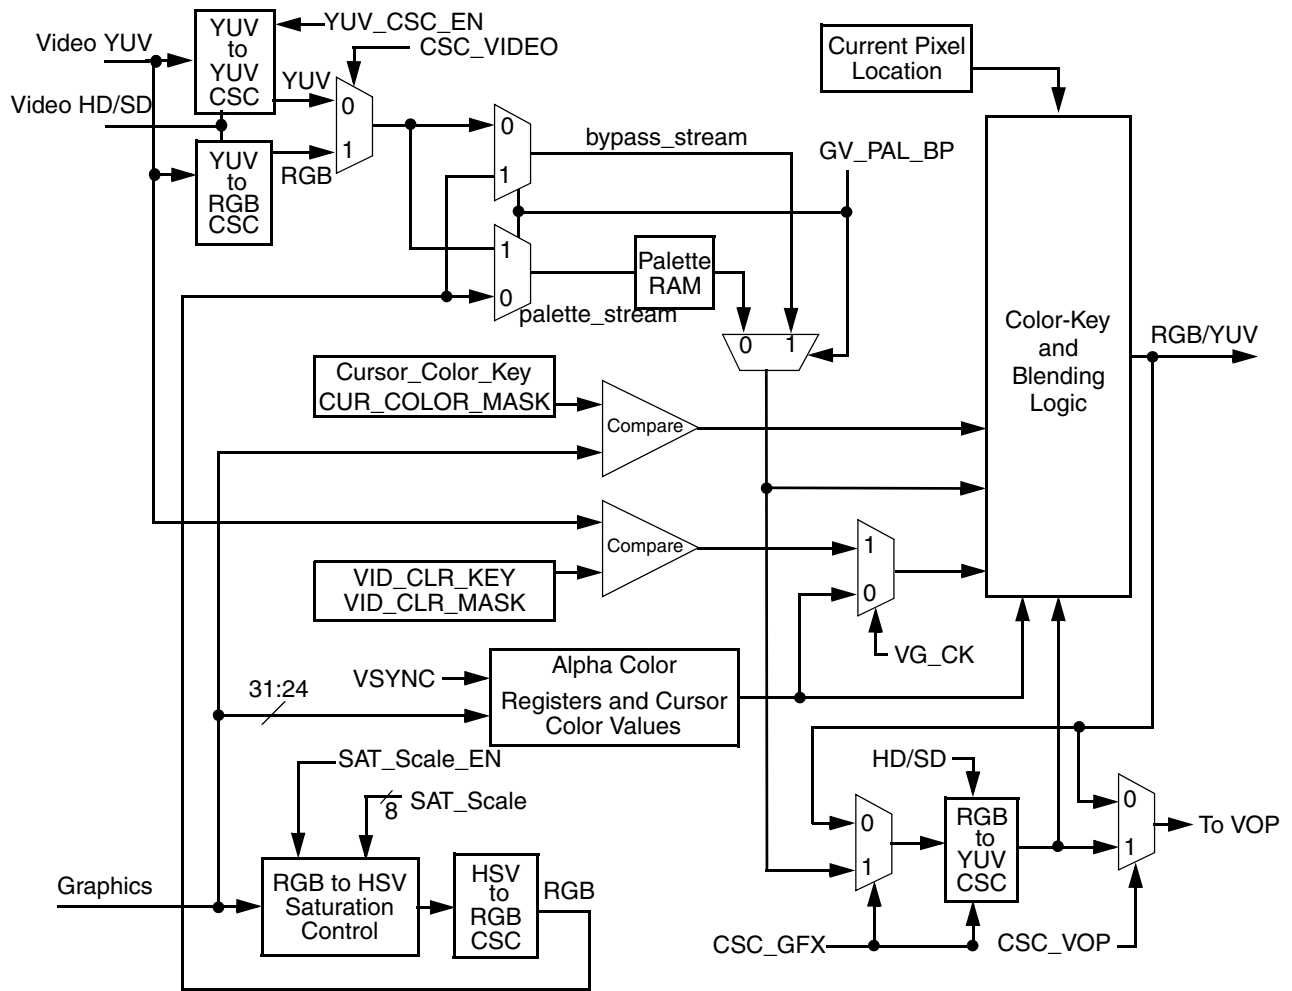 Video YUV
YUV
to
YUV
CSC
YUV_CSC_EN
CSC_VIDEO
Video HD/SD
YUV
0
1
RGB
YUV
to
RGB
CSC
Current Pixel
Location
0
1
bypass_stream
GV_PAL_BP
1
0
palette_stream
Palette
RAM
0
1
Color-Key
and
Blending
Logic
RGB/YUV
Cursor_Color_Key
CUR_COLOR_MASK
Compare
Compare
VID_CLR_KEY
VID_CLR_MASK
1
0
VG_CK
VSYNC
31:24
Alpha Color
Registers and Cursor
Color Values
SAT_Scale_EN
8
SAT_Scale
HD/SD
0
1
RGB
to
YUV
CSC
0
1
To VOP
Graphics
RGB to HSV
Saturation
Control
HSV
to
RGB
CSC
RGB
CSC_GFX
CSC_VOP